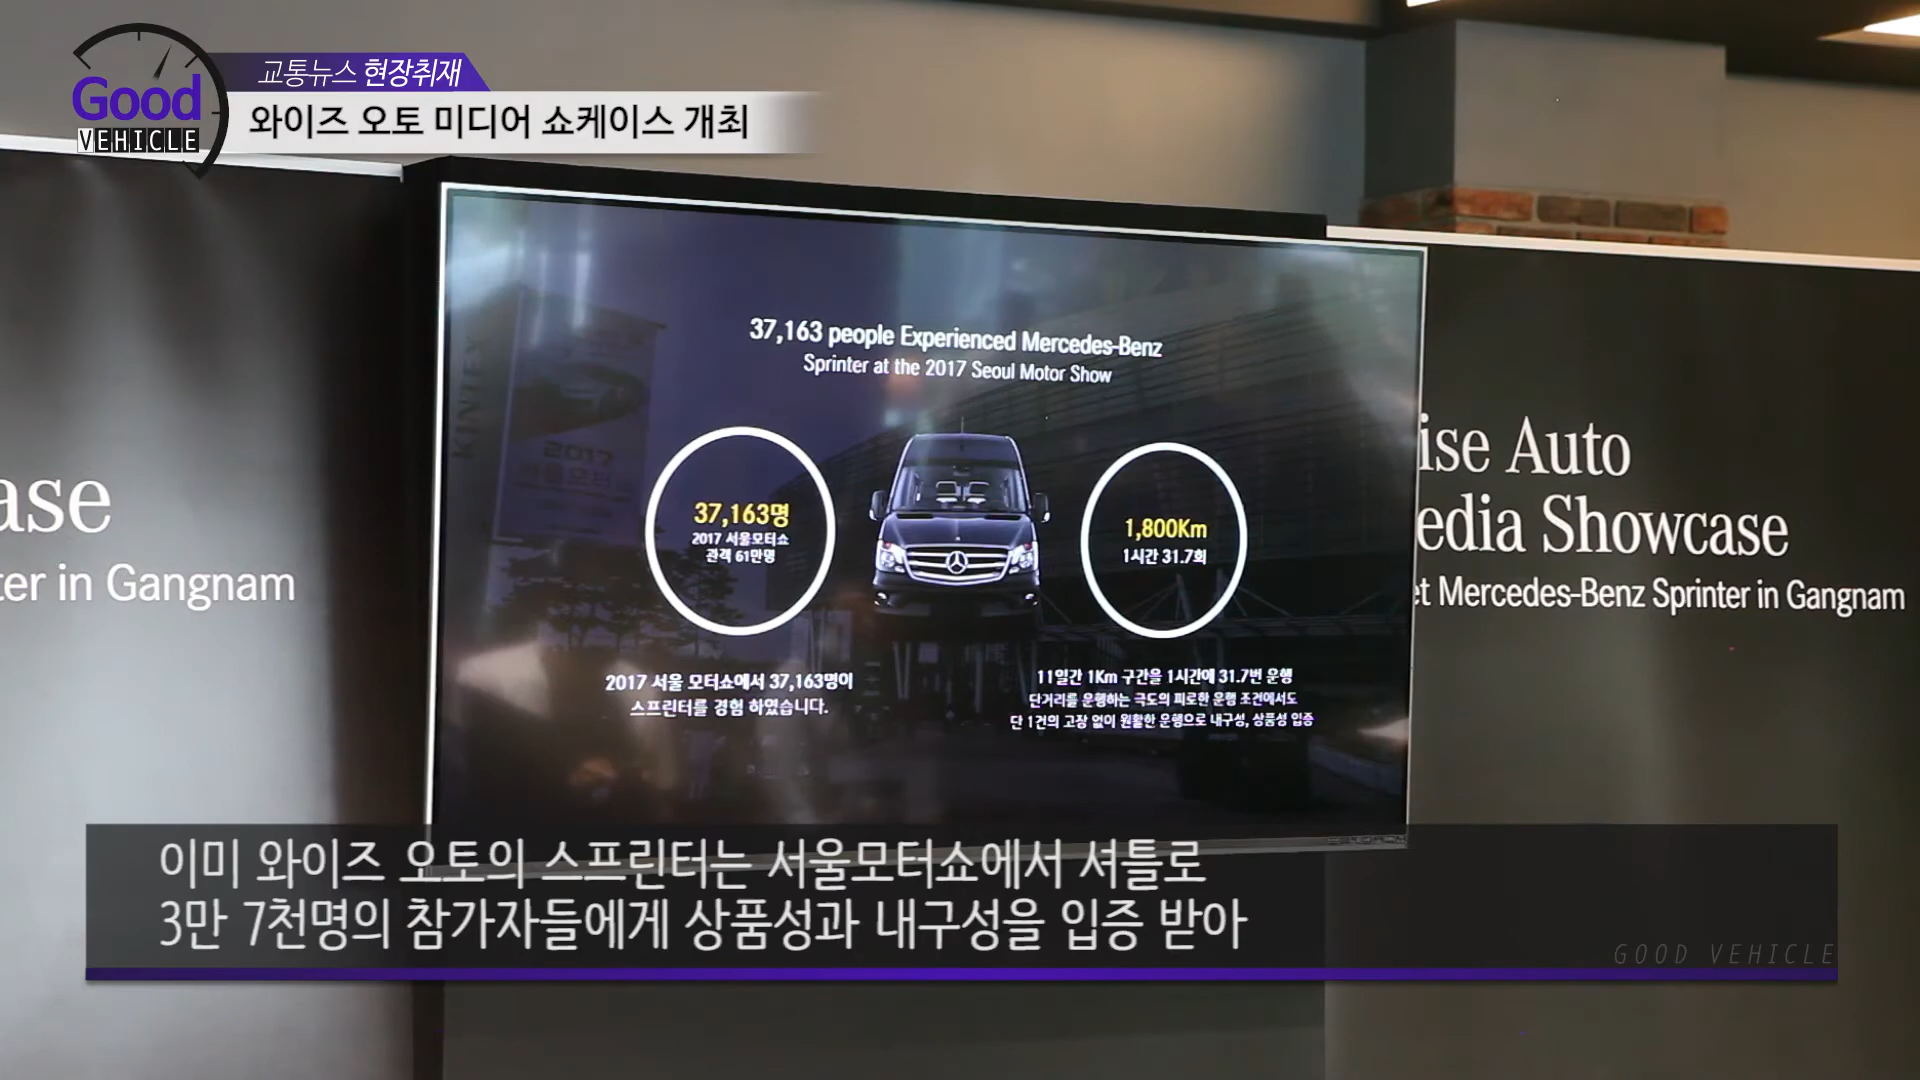 Good
VEHICLE
교통뉴스 현장취재
와이즈 오토 미디어 쇼케이스 개최
37,163 people Experienced Mercedes-Benz
Sprinter at the 2017 Seoul Motor Show
KINTEX
2017
37,163명
2017 서울모터쇼
관객 61만명
1,800Km
1시간 31.7회
2017 서울 모터쇼에서 37,163명이
스프린터를 경험 하였습니다.
11일간 1Km 구간을 1시간에 31.7번 운행
단거리를 운행하는 극도의 피로한 운행 조건에서도
단 1건의 고장 없이 원활한 운행으로 내구성, 상품성 입증
ase
er in Gangnam
ise Auto
edia Showcase
et Mercedes-Benz Sprinter in Gangnam
이미 와이즈 오토의 스프린터는 서울모터쇼에서 셔틀로
3만 7천명의 참가자들에게 상품성과 내구성을 입증 받아
GOOD VEHICLE